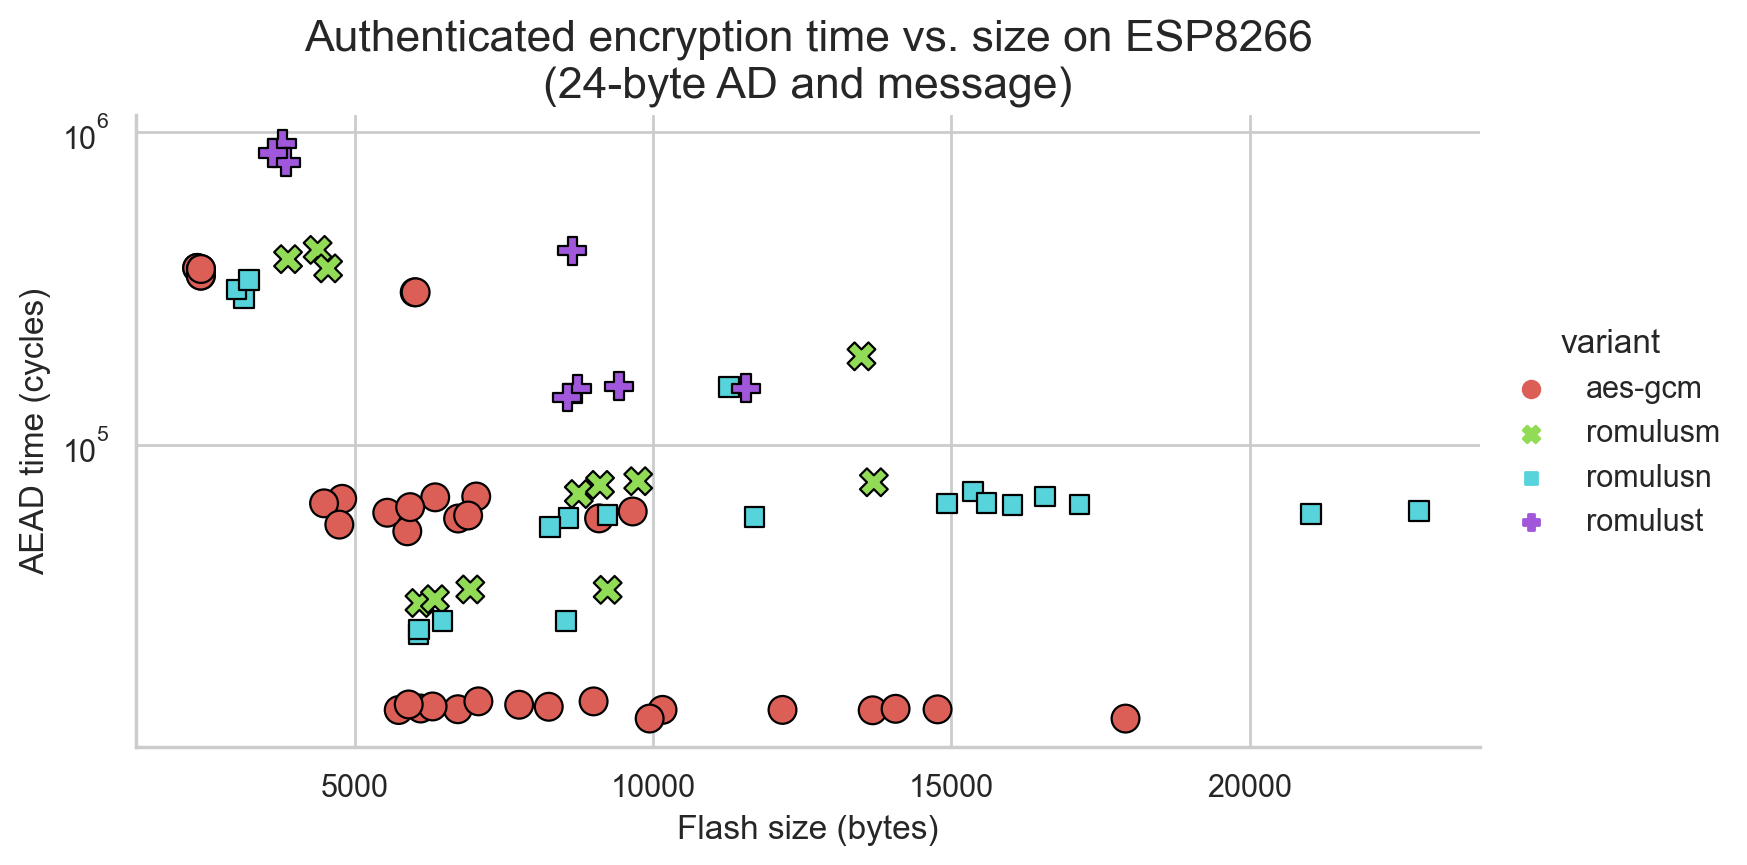 Authenticated encryption time vs. size on ESP8266
(24-byte AD and message)
AEAD time (cycles)
10^6
10^5
5000 10000 15000 20000
Flash size (bytes)
variant
aes-gcm
romulusm
romulusn
romulust